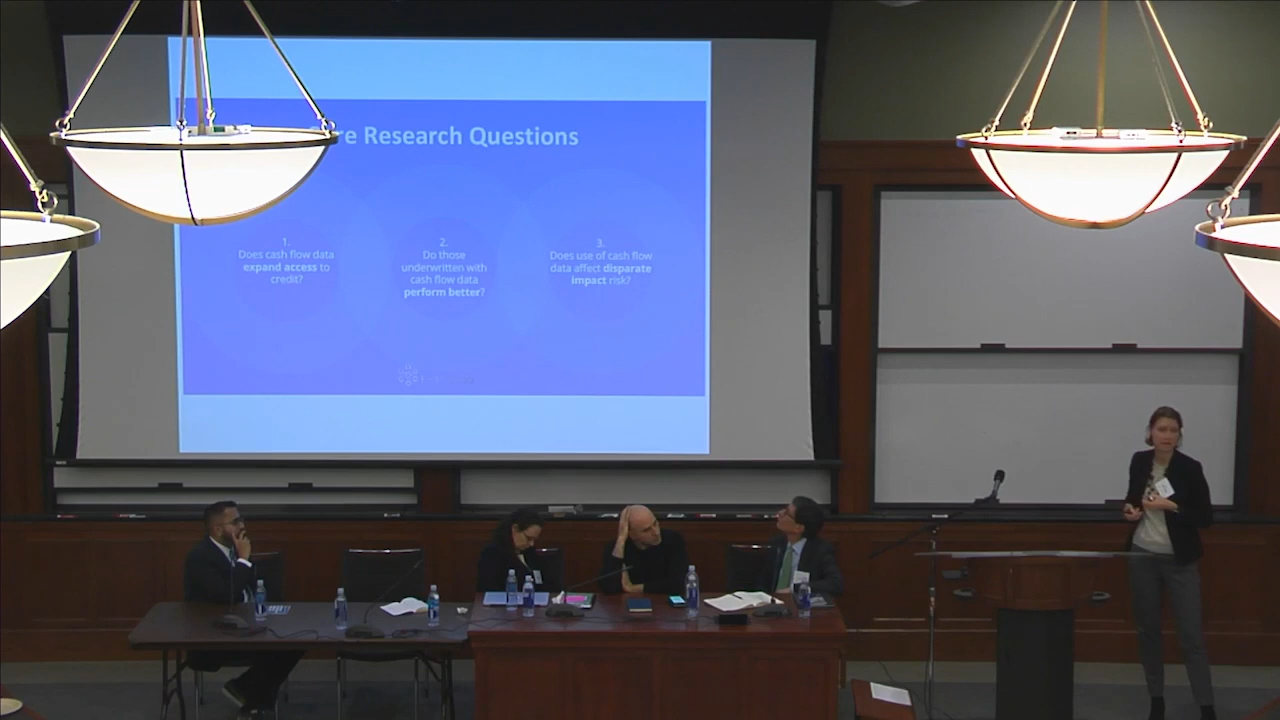 re Research Questions
1.
Does cash flow data
expand access to
credit?
2.
Do those
underwritten with
cash flow data
perform better?
3.
Does use of cash flow
data affect disparate
impact risk?